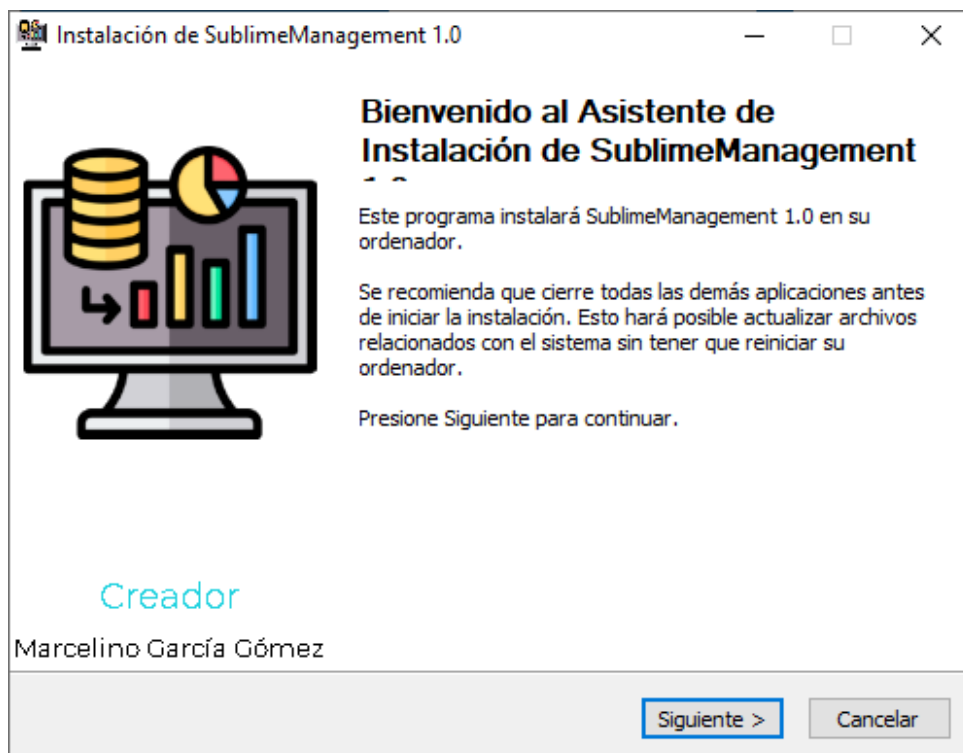 Instalación de SublimeManagement 1.0
Bienvenido al Asistente de
Instalación de SublimeManagement
Este programa instalará SublimeManagement 1.0 en su
ordenador.
Se recomienda que cierre todas las demás aplicaciones antes
de iniciar la instalación. Esto hará posible actualizar archivos
relacionados con el sistema sin tener que reiniciar su
ordenador.
Presione Siguiente para continuar.
Creador
Marcelino García Gómez
Siguiente >
Cancelar